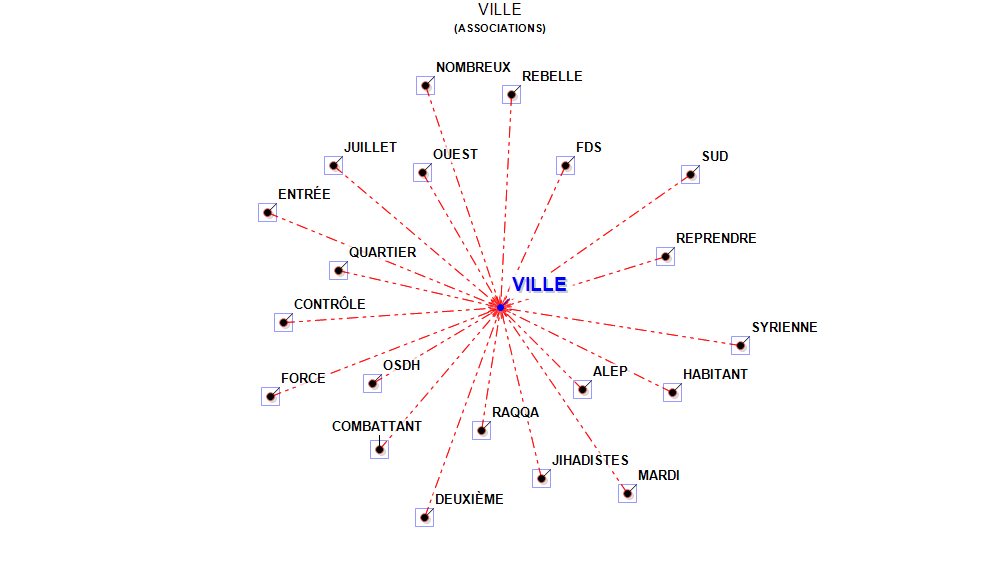 VILLE
(ASSOCIATIONS)
NOMBREUX
REBELLE
JUILLET
OUEST
FDS
SUD
ENTRÉE
REPRENDRE
QUARTIER
VILLE
CONTRÔLE
SYRIENNE
OSDH
ALEP
FORCE
HABITANT
RAQQA
COMBATTANT
JIHADISTES
MARDI
DEUXIÈME